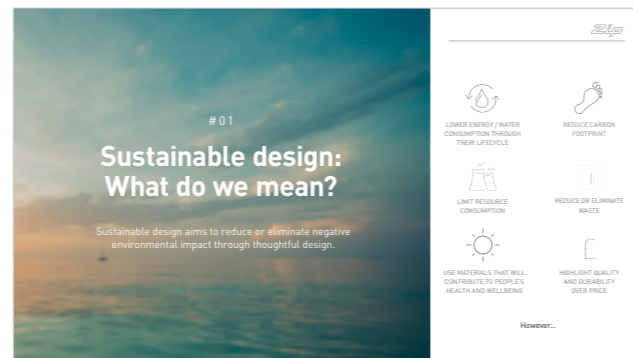 #01
Sustainable design:
What do we mean?
Sustainable design aims to reduce or eliminate negative
environmental impact through thoughtful design.
Zip
LOWER ENERGY / WATER
CONSUMPTION THROUGH
THEIR LIFECYCLE
REDUCE CARBON
FOOTPRINT
LIMIT RESOURCE
CONSUMPTION
REDUCE OR ELIMINATE
WASTE
USE MATERIALS THAT WILL
CONTRIBUTE TO PEOPLE'S
HEALTH AND WELLBEING
HIGHLIGHT QUALITY
AND DURABILITY
OVER PRICE
However...